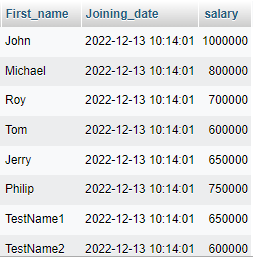 First_name Joining_date salary
John 2022-12-13 10:14:01 1000000
Michael 2022-12-13 10:14:01 800000
Roy 2022-12-13 10:14:01 700000
Tom 2022-12-13 10:14:01 600000
Jerry 2022-12-13 10:14:01 650000
Philip 2022-12-13 10:14:01 750000
TestName1 2022-12-13 10:14:01 650000
TestName2 2022-12-13 10:14:01 600000